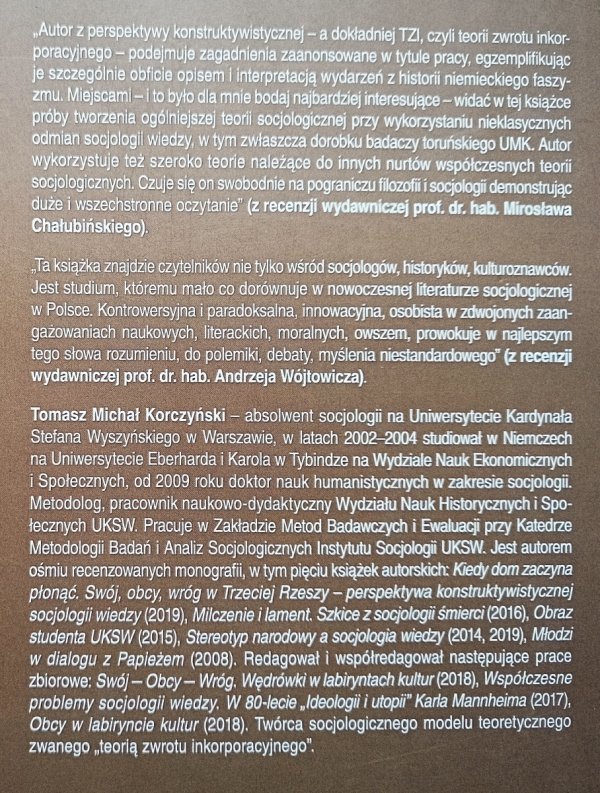 „Autor z perspektywy konstruktywistycznej – a dokładniej TZI, czyli teorii zwrotu inkor-
poracyjnego – podejmuje zagadnienia zaanonsowane w tytule pracy, egzemplifikując
je szczególnie obficie opisem i interpretacją wydarzeń z historii niemieckiego faszy-
zmu. Miejscami – i to było dla mnie bodaj najbardziej interesujące – widać w tej książce
próby tworzenia ogólniejszej teorii socjologicznej przy wykorzystaniu nieklasycznych
odmian socjologii wiedzy, w tym zwłaszcza dorobku badaczy toruńskiego UMK. Autor
wykorzystuje też szeroko teorie należące do innych nurtów współczesnych teorii
socjologicznych. Czuje się on swobodnie na pograniczu filozofii i socjologii demonstrując
duże i wszechstronne oczytanie” (z recenzji wydawniczej prof. dr. hab. Mirosława
Chałubińskiego).
„Ta książka znajdzie czytelników nie tylko wśród socjologów, historyków, kulturoznawców.
Jest studium, któremu mało co dorównuje w nowoczesnej literaturze socjologicznej
w Polsce. Kontrowersyjna i paradoksalna, innowacyjna, osobista w zdwojonych zaan-
gażowaniach naukowych, literackich, moralnych, owszem, prowokuje w najlepszym
tego słowa rozumieniu, do polemiki, debaty, myślenia niestandardowego” (z recenzji
wydawniczej prof. dr. hab. Andrzeja Wójtowicza).
Tomasz Michał Korczyński – absolwent socjologii na Uniwersytecie Kardynała
Stefana Wyszyńskiego w Warszawie, w latach 2002–2004 studiował w Niemczech
na Uniwersytecie Eberharda i Karola w Tybindze na Wydziale Nauk Ekonomicznych
i Społecznych, od 2009 roku doktor nauk humanistycznych w zakresie socjologii.
Metodolog, pracownik naukowo-dydaktyczny Wydziału Nauk Historycznych i Spo-
łecznych UKSW. Pracuje w Zakładzie Metod Badawczych i Ewaluacji przy Katedrze
Metodologii Badań i Analiz Socjologicznych Instytutu Socjologii UKSW. Jest autorem
ośmiu recenzowanych monografii, w tym pięciu książek autorskich: Kiedy dom zaczyna
płonąć. Swój, obcy, wróg w Trzeciej Rzeszy – perspektywa konstruktywistycznej
socjologii wiedzy (2019), Milczenie i lament. Szkice z socjologii śmierci (2016), Obraz
studenta UKSW (2015), Stereotyp narodowy a socjologia wiedzy (2014, 2019), Młodzi
w dialogu z Papieżem (2008). Redagował i współredagował następujące prace
zbiorowe: Swój – Obcy – Wróg. Wędrówki w labiryntach kultur (2018), Współczesne
problemy socjologii wiedzy. W 80-lecie „Ideologii i utopii” Karla Mannheima (2017),
Obcy w labiryncie kultur (2018). Twórca socjologicznego modelu teoretycznego
zwanego „teorią zwrotu inkorporacyjnego”.